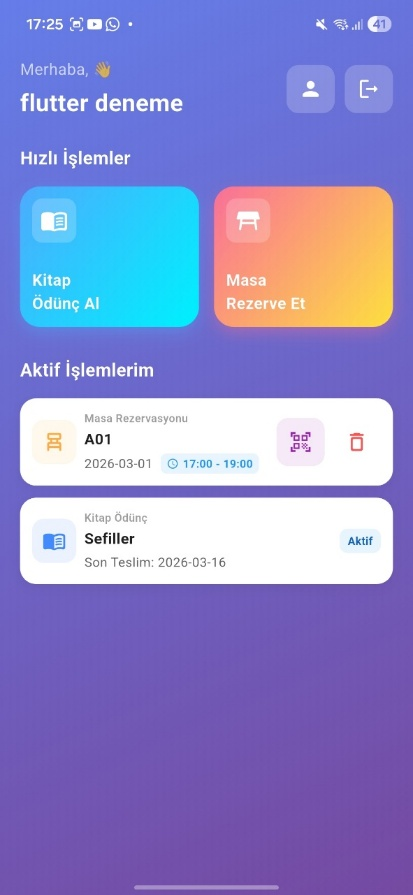 17:25
41
Merhaba, 👋
flutter deneme
Hızlı İşlemler
Kitap
Ödünç Al
Masa
Rezerve Et
Aktif İşlemlerim
Masa Rezervasyonu
A01
2026-03-01 17:00 - 19:00
Kitap Ödünç
Sefiller
Aktif
Son Teslim: 2026-03-16